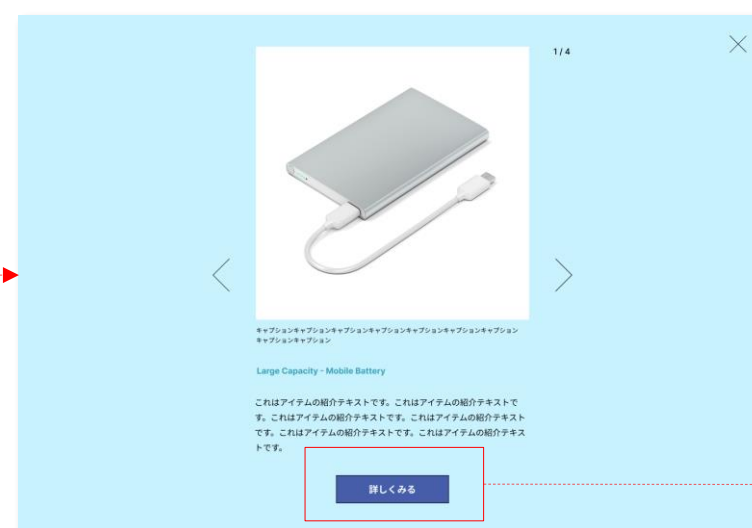 1 / 4
キャプションキャプションキャプションキャプションキャプションキャプションキャプション
キャプションキャプション
Large Capacity - Mobile Battery
これはアイテムの紹介テキストです。これはアイテムの紹介テキストで
す。これはアイテムの紹介テキストです。これはアイテムの紹介テキスト
です。これはアイテムの紹介テキストです。これはアイテムの紹介テキス
トです。
詳しくみる